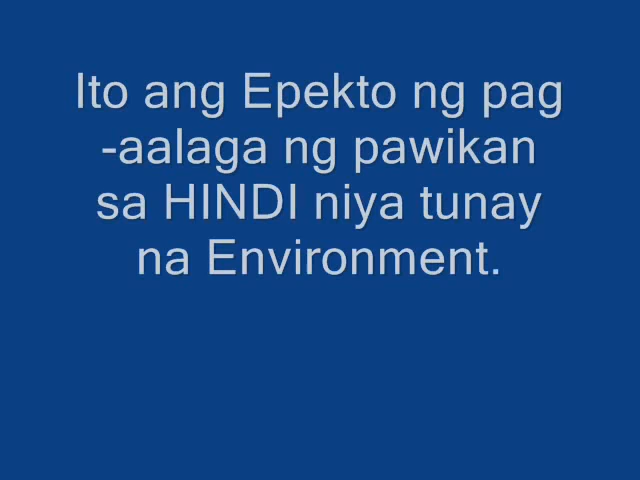 Ito ang Epekto ng pag
-aalaga ng pawikan
sa HINDI niya tunay
na Environment.